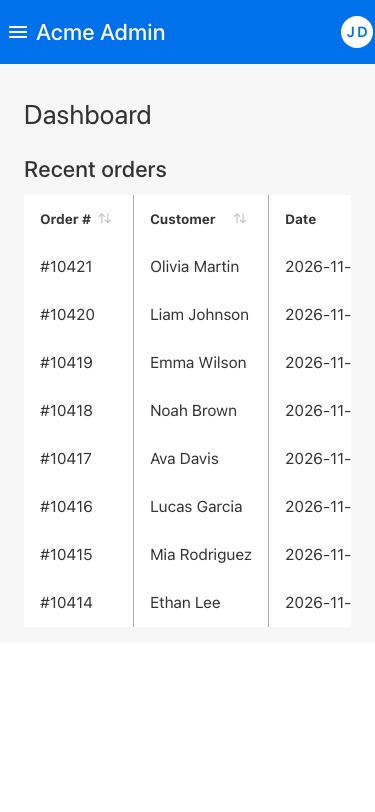 Acme Admin
JD
Dashboard
Recent orders
Order # Customer Date
#10421 Olivia Martin 2026-11-
#10420 Liam Johnson 2026-11-
#10419 Emma Wilson 2026-11-
#10418 Noah Brown 2026-11-
#10417 Ava Davis 2026-11-
#10416 Lucas Garcia 2026-11-
#10415 Mia Rodriguez 2026-11-
#10414 Ethan Lee 2026-11-